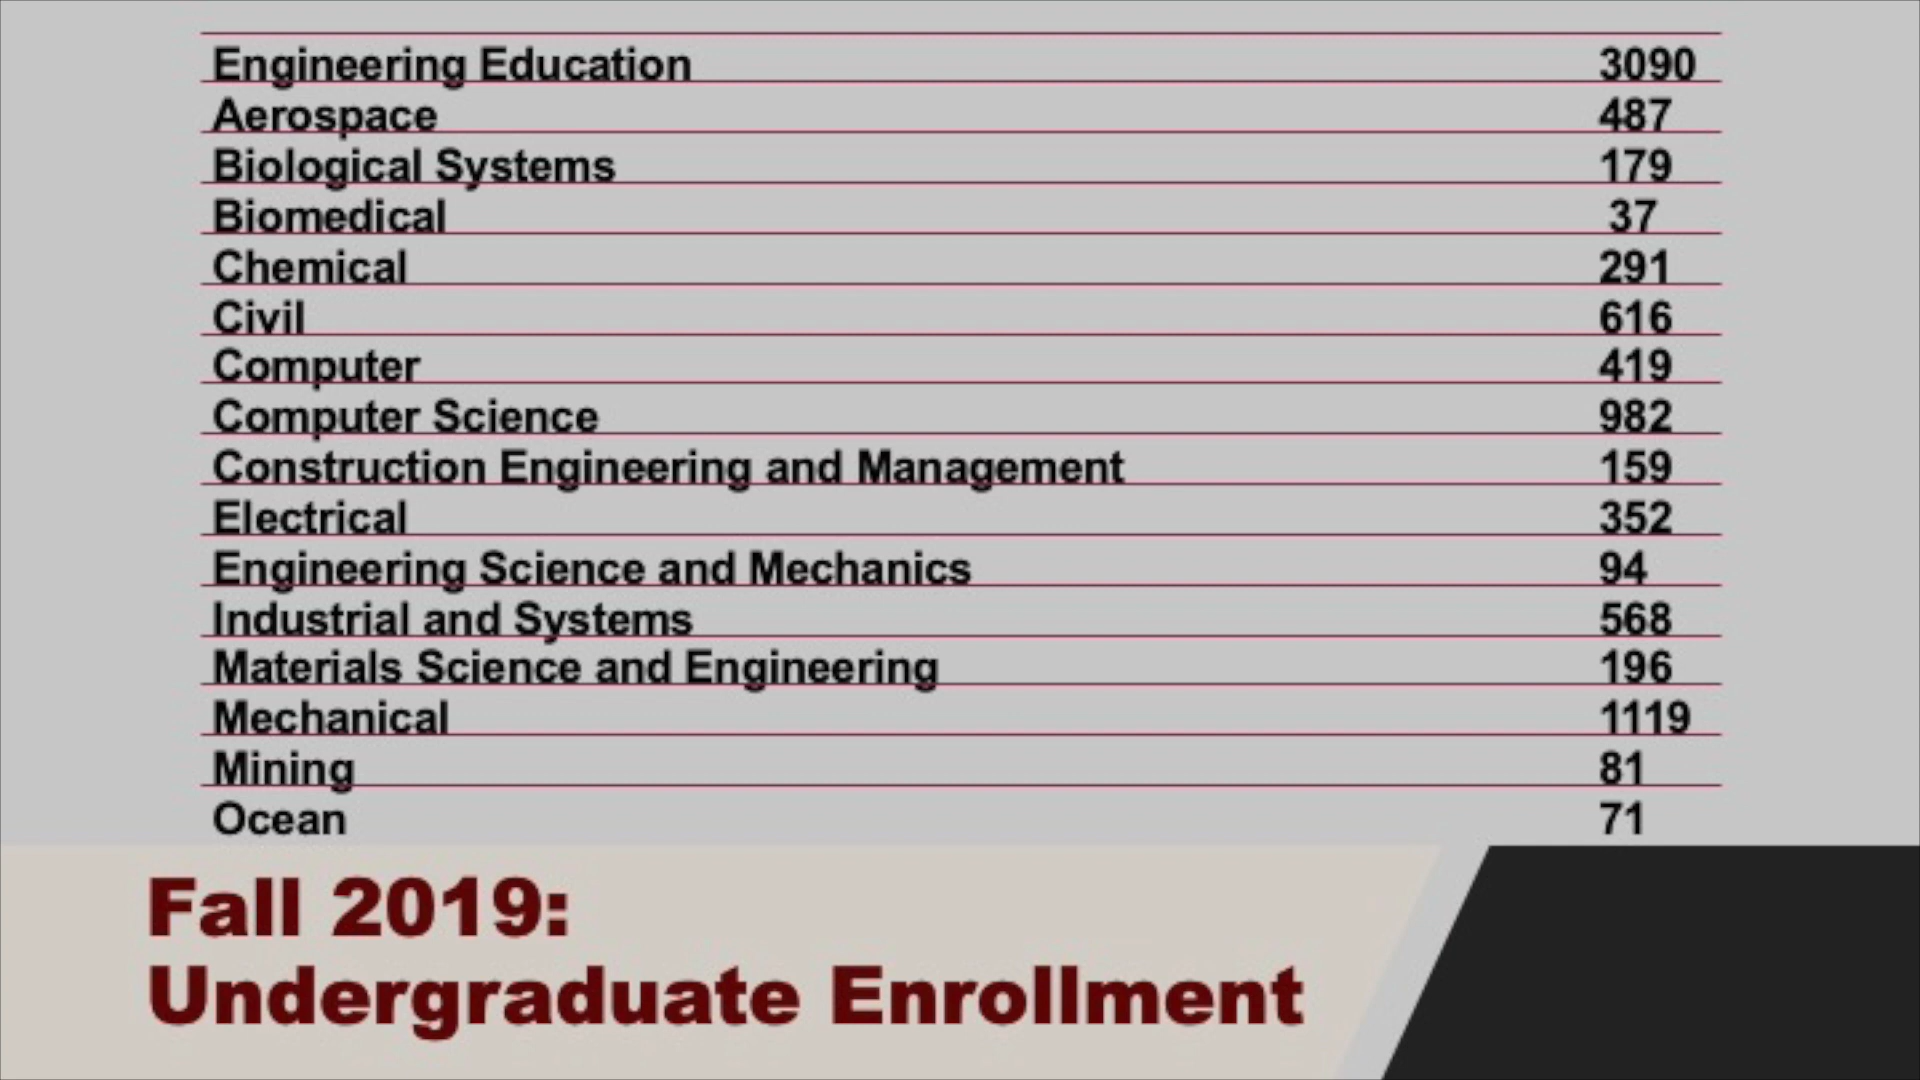 Engineering Education 3090
Aerospace 487
Biological Systems 179
Biomedical 37
Chemical 291
Civil 616
Computer 419
Computer Science 982
Construction Engineering and Management 159
Electrical 352
Engineering Science and Mechanics 94
Industrial and Systems 568
Materials Science and Engineering 196
Mechanical 1119
Mining 81
Ocean 71
Fall 2019:
Undergraduate Enrollment